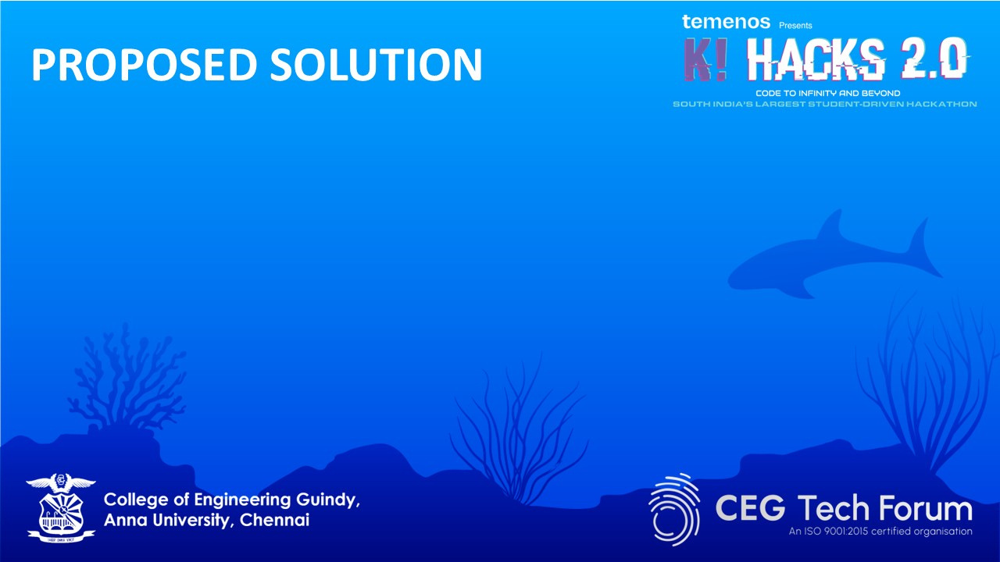 PROPOSED SOLUTION
temenos Presents
K! HACKS 2.0
CODE TO INFINITY AND BEYOND
SOUTH INDIA'S LARGEST STUDENT-DRIVEN HACKATHON
College of Engineering Guindy,
Anna University, Chennai
CEG Tech Forum
An ISO 9001:2015 certified organisation